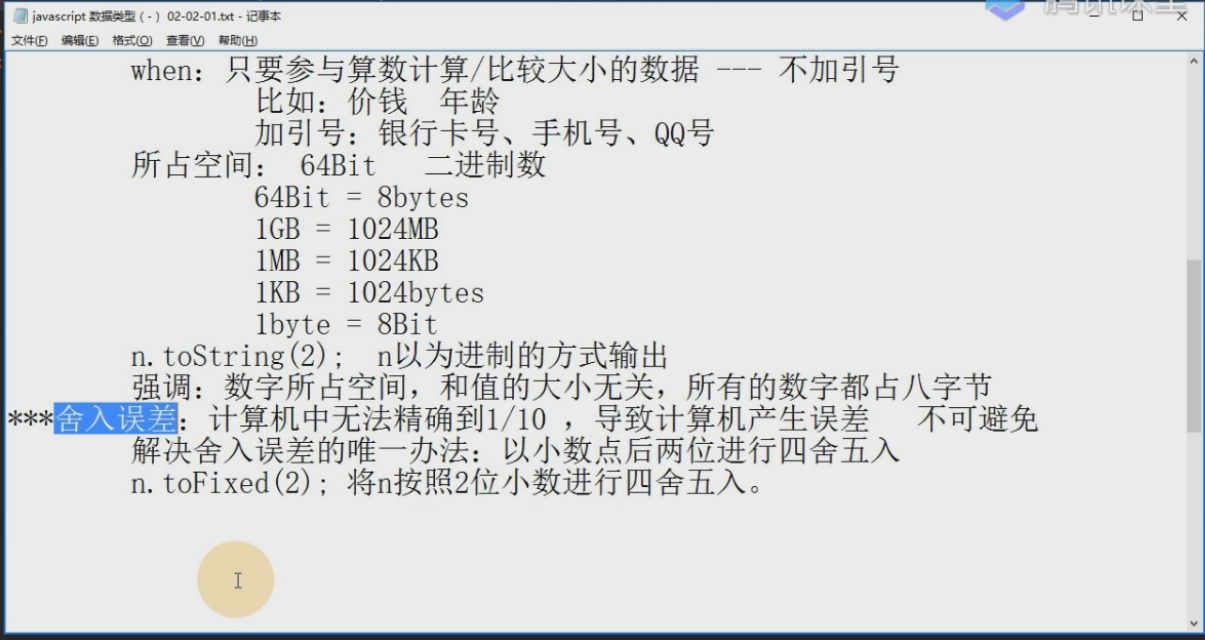 javascript 数据类型 ( - ) 02-02-01.txt - 记事本
腾讯课堂
文件(F) 编辑(E) 格式(O) 查看(V) 帮助(H)
when: 只要参与算数计算/比较大小的数据 --- 不加引号
比如: 价钱 年龄
加引号: 银行卡号、手机号、QQ号
所占空间: 64Bit 二进制数
64Bit = 8bytes
1GB = 1024MB
1MB = 1024KB
1KB = 1024bytes
1byte = 8Bit
n.toString(2); n以为进制的方式输出
强调: 数字所占空间, 和值的大小无关, 所有的数字都占八字节
***舍入误差: 计算机中无法精确到1/10 , 导致计算机产生误差 不可避免
解决舍入误差的唯一办法: 以小数点后两位进行四舍五入
n.toFixed(2); 将n按照2位小数进行四舍五入。